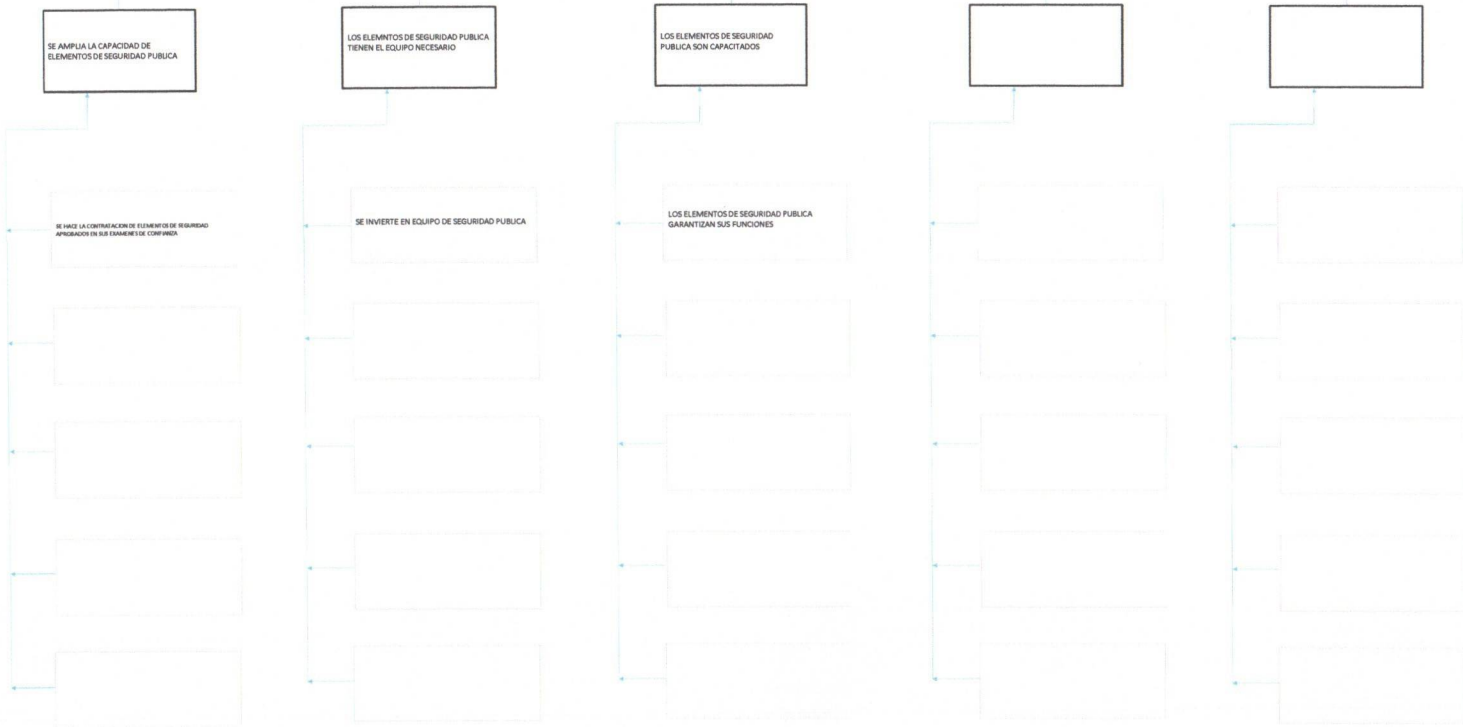 SE AMPLIA LA CAPACIDAD DE
ELEMENTOS DE SEGURIDAD PUBLICA
LOS ELEMNTOS DE SEGURIDAD PUBLICA
TIENEN EL EQUIPO NECESARIO
LOS ELEMENTOS DE SEGURIDAD
PUBLICA SON CAPACITADOS
SE HACE LA CONTRATACION DE ELEMENTOS DE SEGURIDAD
APROBADOS EN SUS EXAMENES DE CONFIANZA
SE INVIERTE EN EQUIPO DE SEGURIDAD PUBLICA
LOS ELEMENTOS DE SEGURIDAD PUBLICA
GARANTIZAN SUS FUNCIONES